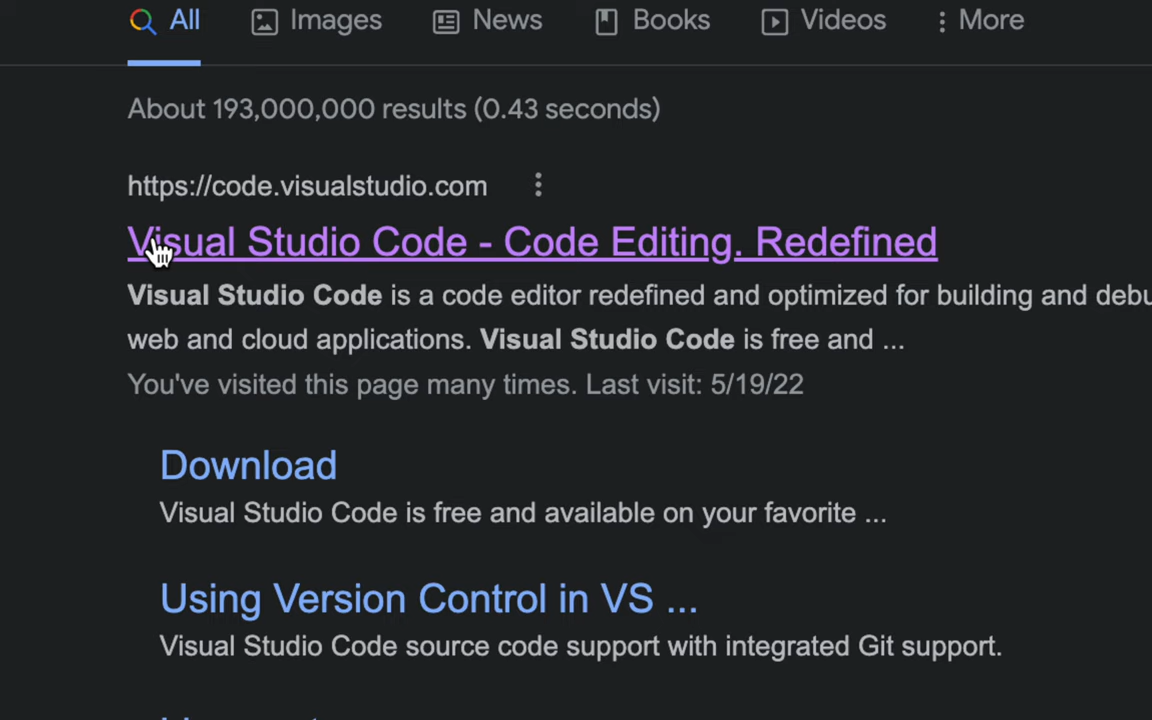 All Images News Books Videos More
About 193,000,000 results (0.43 seconds)
https://code.visualstudio.com
Visual Studio Code - Code Editing. Redefined
Visual Studio Code is a code editor redefined and optimized for building and debu
web and cloud applications. Visual Studio Code is free and ...
You've visited this page many times. Last visit: 5/19/22
Download
Visual Studio Code is free and available on your favorite ...
Using Version Control in VS ...
Visual Studio Code source code support with integrated Git support.